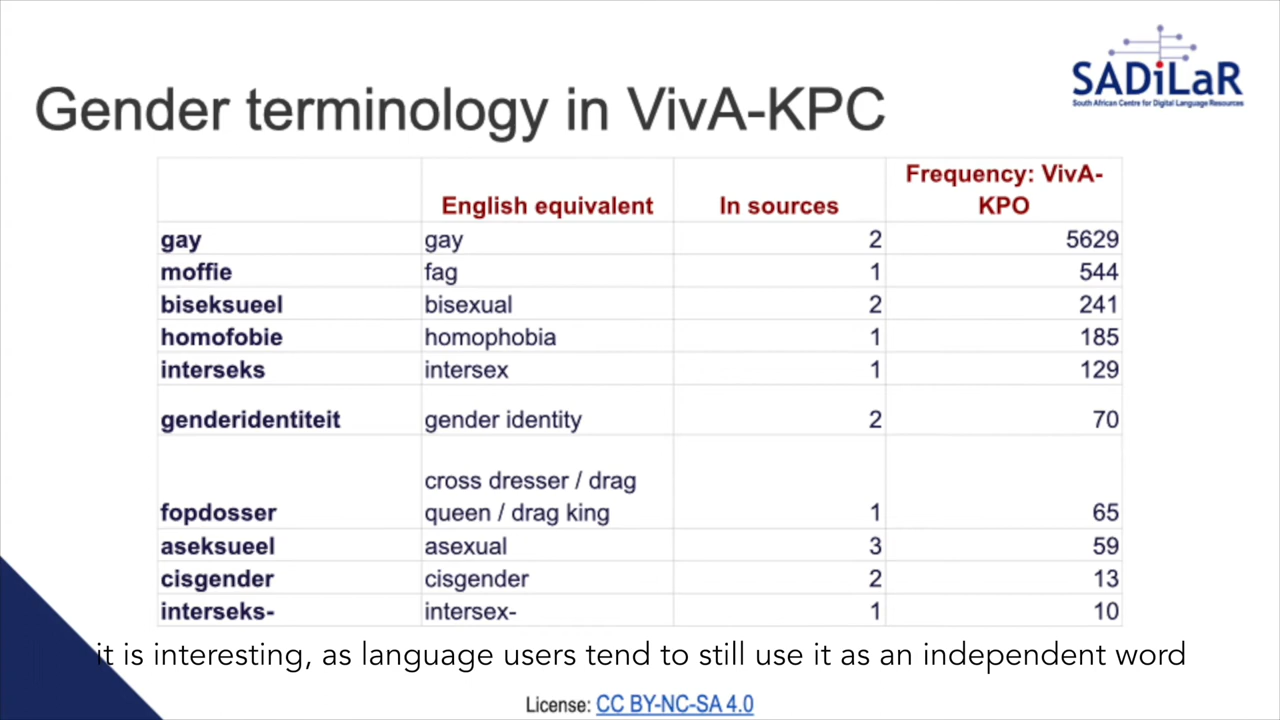 SADiLaR
South African Centre for Digital Language Resources
Gender terminology in VivA-KPC
English equivalent In sources Frequency: VivA-
KPO
gay gay 2 5629
moffie fag 1 544
biseksueel bisexual 2 241
homofobie homophobia 1 185
interseks intersex 1 129
genderidentiteit gender identity 2 70
cross dresser / drag
fopdosser queen / drag king 1 65
aseksueel asexual 3 59
cisgender cisgender 2 13
interseks- intersex- 1 10
it is interesting, as language users tend to still use it as an independent word
License: CC BY-NC-SA 4.0